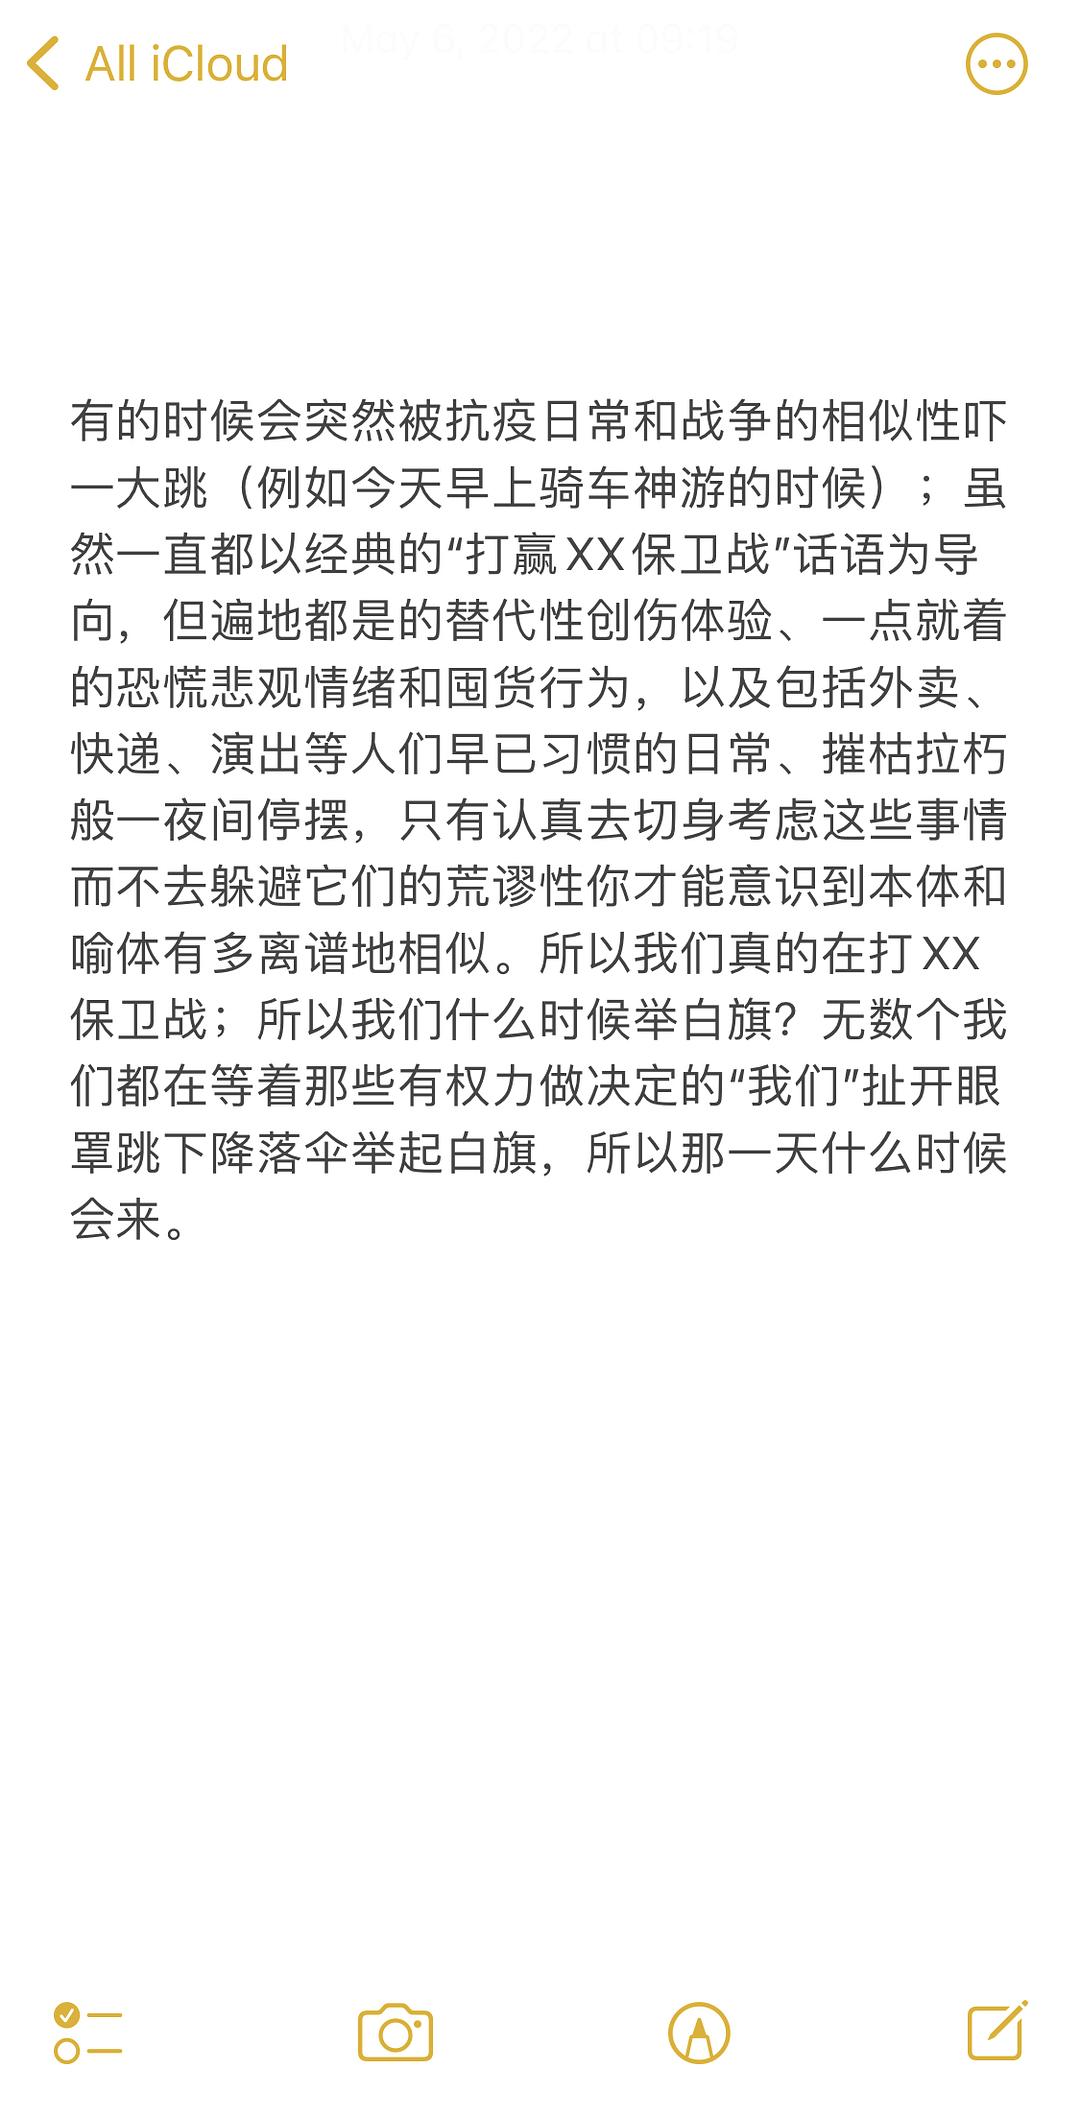 May 6, 2022 at 09:19
All iCloud
有的时候会突然被抗疫日常和战争的相似性吓
一大跳（例如今天早上骑车神游的时候）；虽
然一直都以经典的“打赢XX保卫战”话语为导
向，但遍地都是的替代性创伤体验、一点就着
的恐慌悲观情绪和囤货行为，以及包括外卖、
快递、演出等人们早已习惯的日常、摧枯拉朽
般一夜间停摆，只有认真去切身考虑这些事情
而不去躲避它们的荒谬性你才能意识到本体和
喻体有多离谱地相似。所以我们真的在打XX
保卫战；所以我们什么时候举白旗？无数个我
们都在等着那些有权力做决定的“我们”扯开眼
罩跳下降落伞举起白旗，所以那一天什么时候
会来。